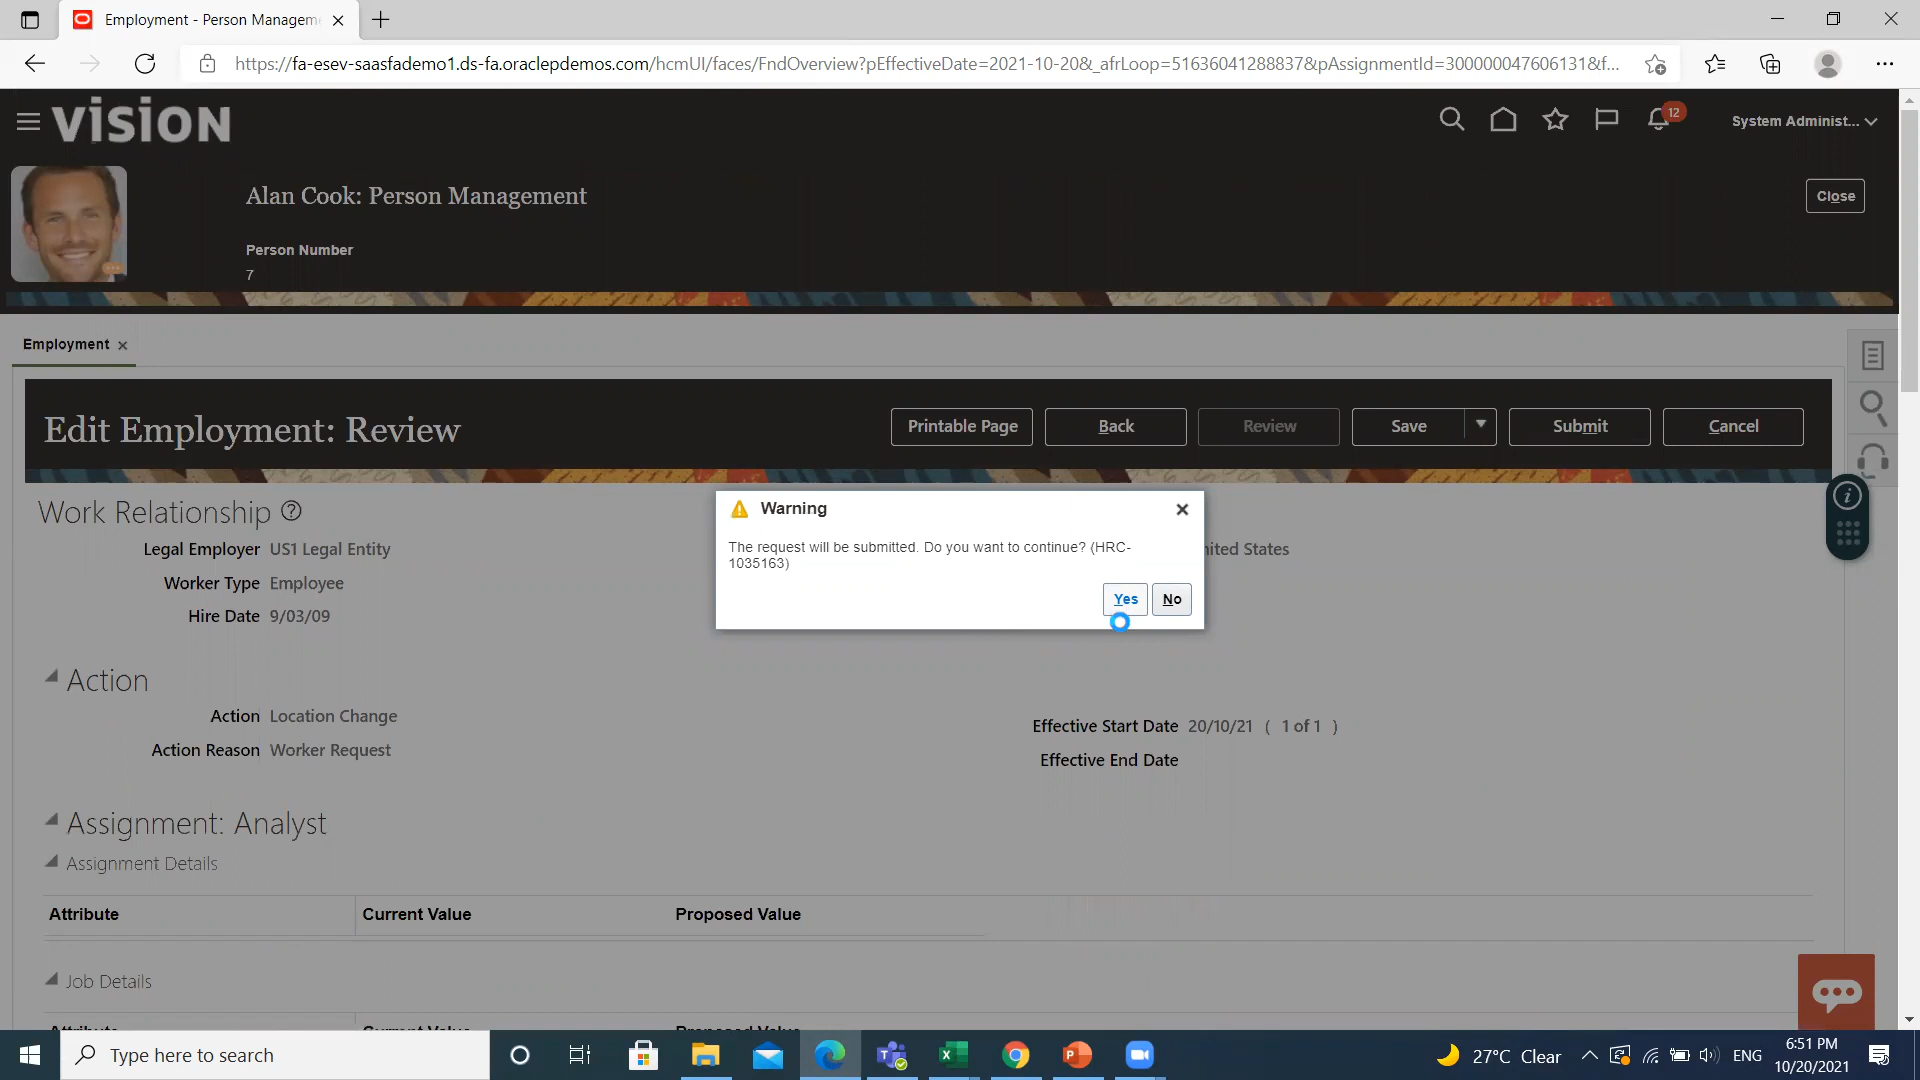 Employment - Person Managem
https://fa-esev-saasfademo1.ds-fa.oraclepdemos.com/hcmUI/faces/FndOverview?pEffectiveDate=2021-10-20&_afrLoop=51636041288837&pAssignmentId=300000047606131&f...
vision
12
System Administ...
Alan Cook: Person Management
Close
Person Number
7
Employment
Edit Employment: Review
Printable Page
Back
Review
Save
Submit
Cancel
Work Relationship
Legal Employer US1 Legal Entity
nited States
Worker Type Employee
Hire Date 9/03/09
Warning
The request will be submitted. Do you want to continue? (HRC-
1035163)
Yes
No
Action
Action Location Change
Action Reason Worker Request
Effective Start Date 20/10/21 ( 1 of 1 )
Effective End Date
Assignment: Analyst
Assignment Details
Attribute Current Value Proposed Value
Job Details
Attribute Current Value Proposed Value
Type here to search
27°C Clear
ENG
6:51 PM
10/20/2021